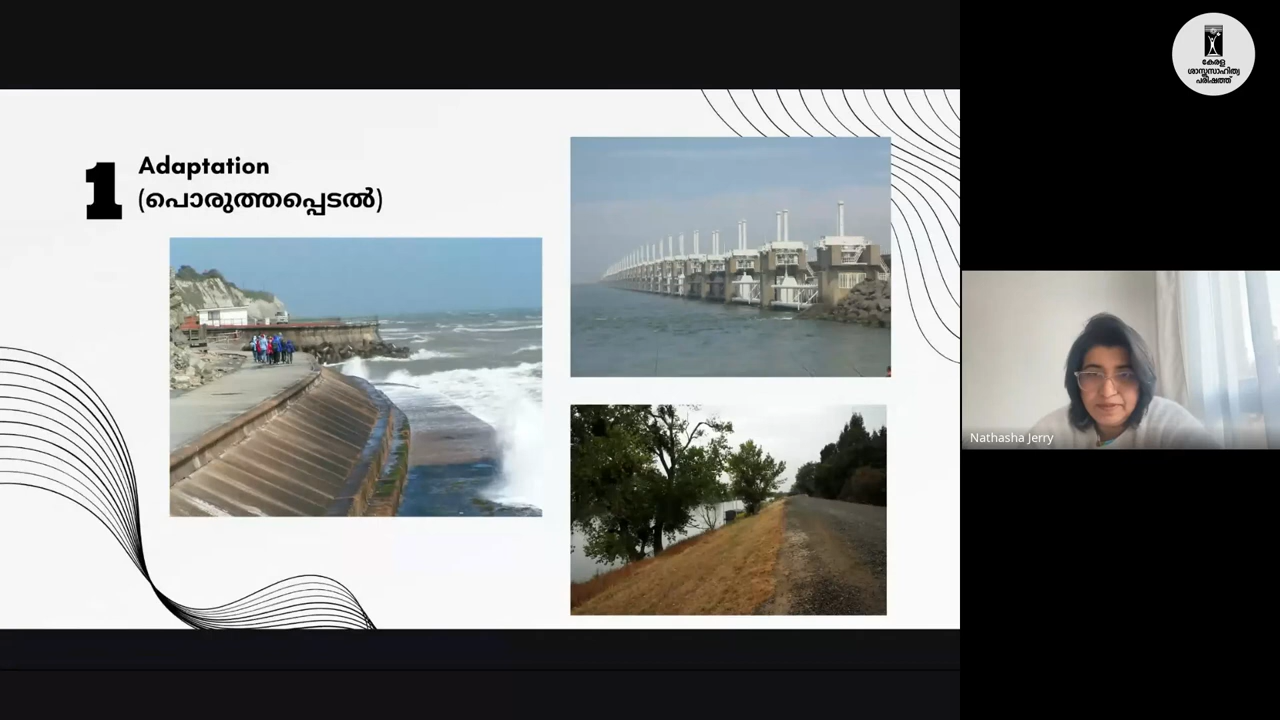 1
Adaptation
(പൊരുത്തപ്പെടൽ)
കേരള
ശാസ്ത്രസാഹിത്യ
പരിഷത്ത്
Nathasha Jerry